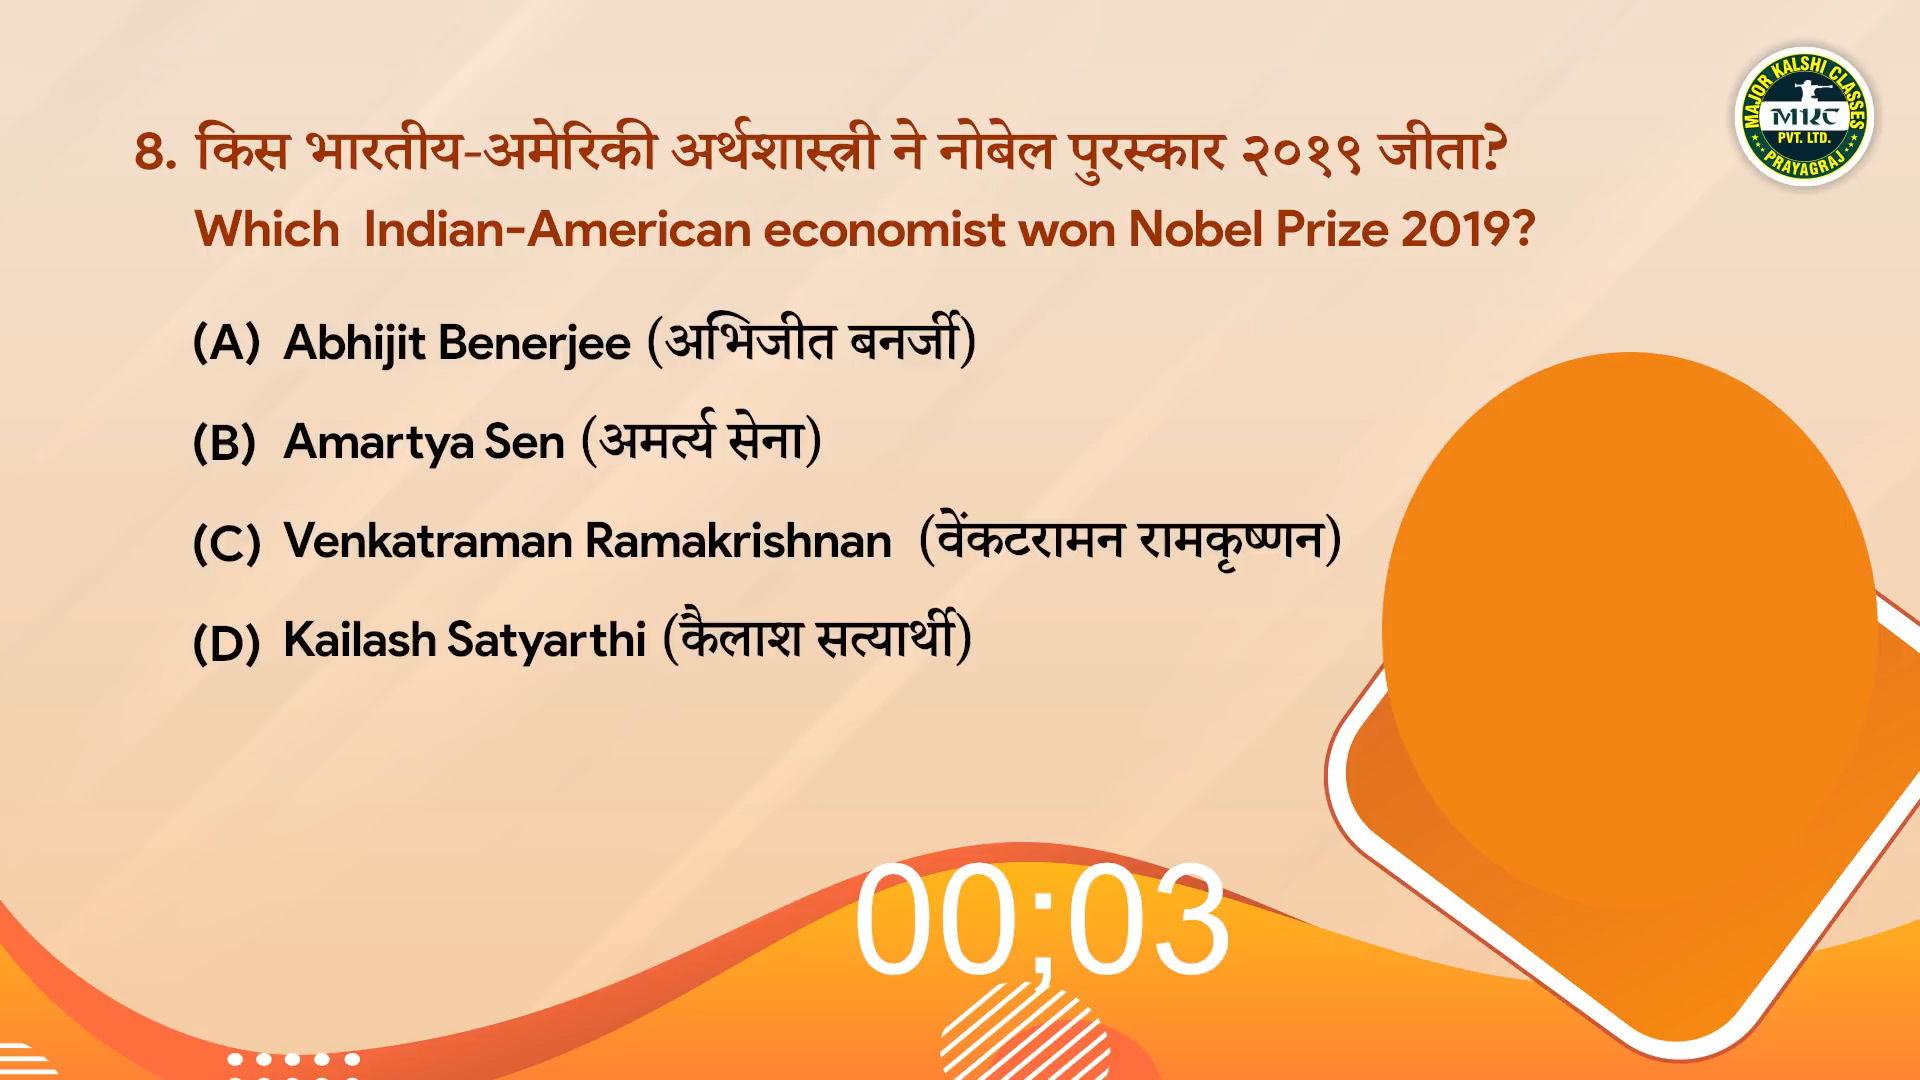 MAJOR KALSHI CLASSES
MKC
PVT. LTD.
PRAYAGRAJ
8. किस भारतीय-अमेरिकी अर्थशास्त्री ने नोबेल पुरस्कार २०१९ जीता?
Which Indian-American economist won Nobel Prize 2019?
(A) Abhijit Benerjee (अभिजीत बनर्जी)
(B) Amartya Sen (अमर्त्य सेना)
(C) Venkatraman Ramakrishnan (वेंकटरामन रामकृष्णन)
(D) Kailash Satyarthi (कैलाश सत्यार्थी)
00;03